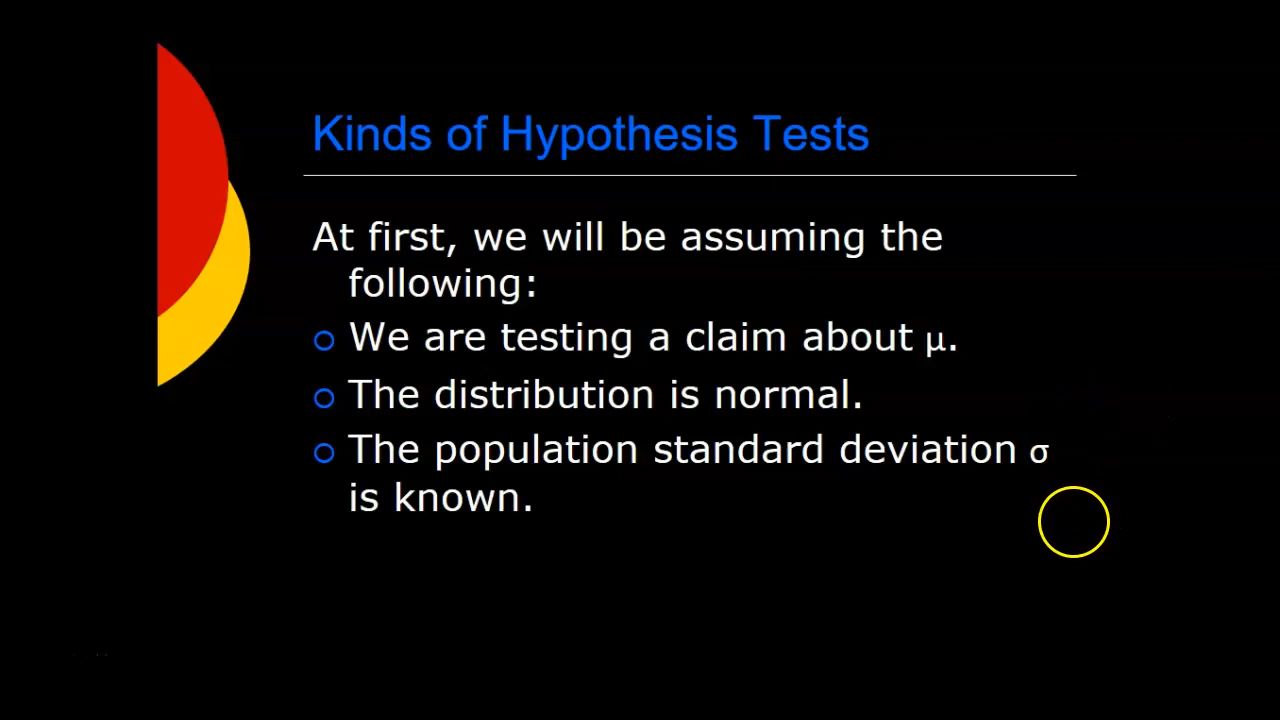 Kinds of Hypothesis Tests
At first, we will be assuming the
following:
We are testing a claim about μ.
The distribution is normal.
The population standard deviation σ
is known.